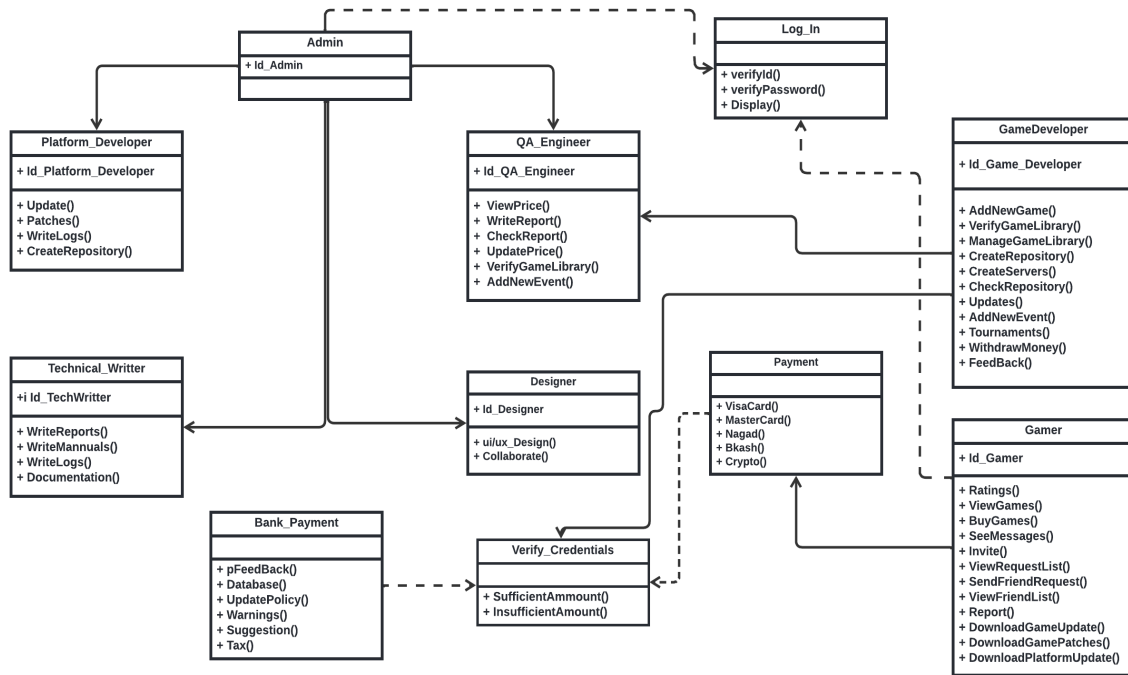 Admin
+ Id_Admin
Log_In
+ verifyId()
+ verifyPassword()
+ Display()
Platform_Developer
+ Id_Platform_Developer
+ Update()
+ Patches()
+ WriteLogs()
+ CreateRepository()
QA_Engineer
+ Id_QA_Engineer
+ ViewPrice()
+ WriteReport()
+ CheckReport()
+ UpdatePrice()
+ VerifyGameLibrary()
+ AddNewEvent()
GameDeveloper
+ Id_Game_Developer
+ AddNewGame()
+ VerifyGameLibrary()
+ ManageGameLibrary()
+ CreateRepository()
+ CreateServers()
+ CheckRepository()
+ Updates()
+ AddNewEvent()
+ Tournaments()
+ WithdrawMoney()
+ FeedBack()
Technical_Writter
+i Id_TechWritter
+ WriteReports()
+ WriteMannuals()
+ WriteLogs()
+ Documentation()
Designer
+ Id_Designer
+ ui/ux_Design()
+ Collaborate()
Payment
+ VisaCard()
+ MasterCard()
+ Nagad()
+ Bkash()
+ Crypto()
Gamer
+ Id_Gamer
+ Ratings()
+ ViewGames()
+ BuyGames()
+ SeeMessages()
+ Invite()
+ ViewRequestList()
+ SendFriendRequest()
+ ViewFriendList()
+ Report()
+ DownloadGameUpdate()
+ DownloadGamePatches()
+ DownloadPlatformUpdate()
Bank_Payment
+ pFeedBack()
+ Database()
+ UpdatePolicy()
+ Warnings()
+ Suggestion()
+ Tax()
Verify_Credentials
+ SufficientAmmount()
+ InsufficientAmount()